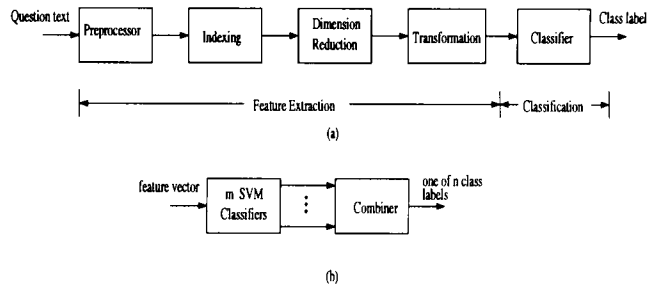 Question text
Preprocessor
Indexing
Dimension
Reduction
Transformation
Classifier
Class label
Feature Extraction
Classification
(a)
feature vector
m SVM
Classifiers
Combiner
one of n class
labels
(b)